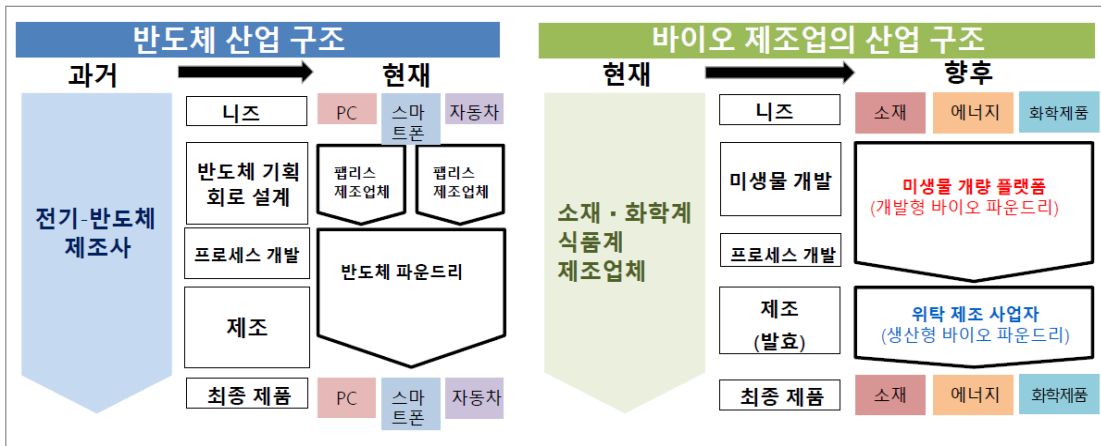 반도체 산업 구조
과거
현재
전기-반도체
제조사
니즈
PC
스마
트폰
자동차
반도체 기획
회로 설계
팹리스
제조업체
팹리스
제조업체
프로세스 개발
반도체 파운드리
제조
최종 제품
PC
스마
트폰
자동차
바이오 제조업의 산업 구조
현재
향후
소재 · 화학계
식품계
제조업체
니즈
소재
에너지
화학제품
미생물 개발
미생물 개량 플랫폼
(개발형 바이오 파운드리)
프로세스 개발
제조
(발효)
위탁 제조 사업자
(생산형 바이오 파운드리)
최종 제품
소재
에너지
화학제품